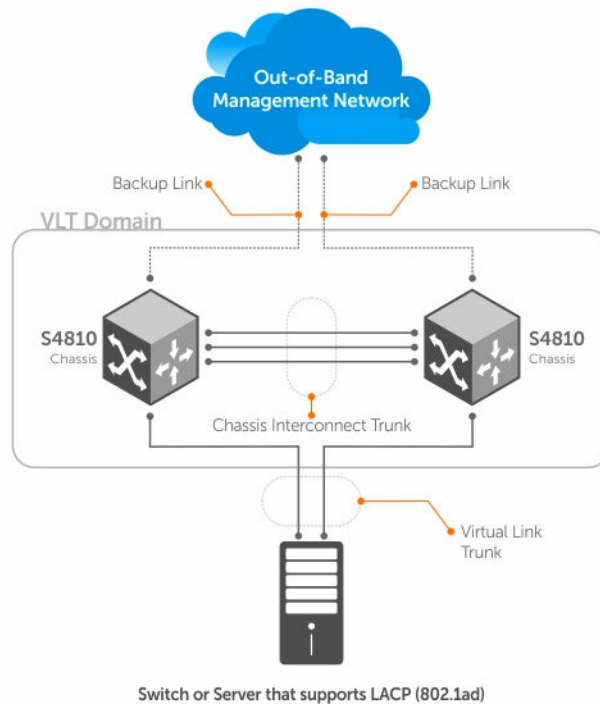 Out-of-Band
Management Network
Backup Link
Backup Link
VLT Domain
S4810
Chassis
S4810
Chassis
Chassis Interconnect Trunk
Virtual Link
Trunk
Switch or Server that supports LACP (802.1ad)